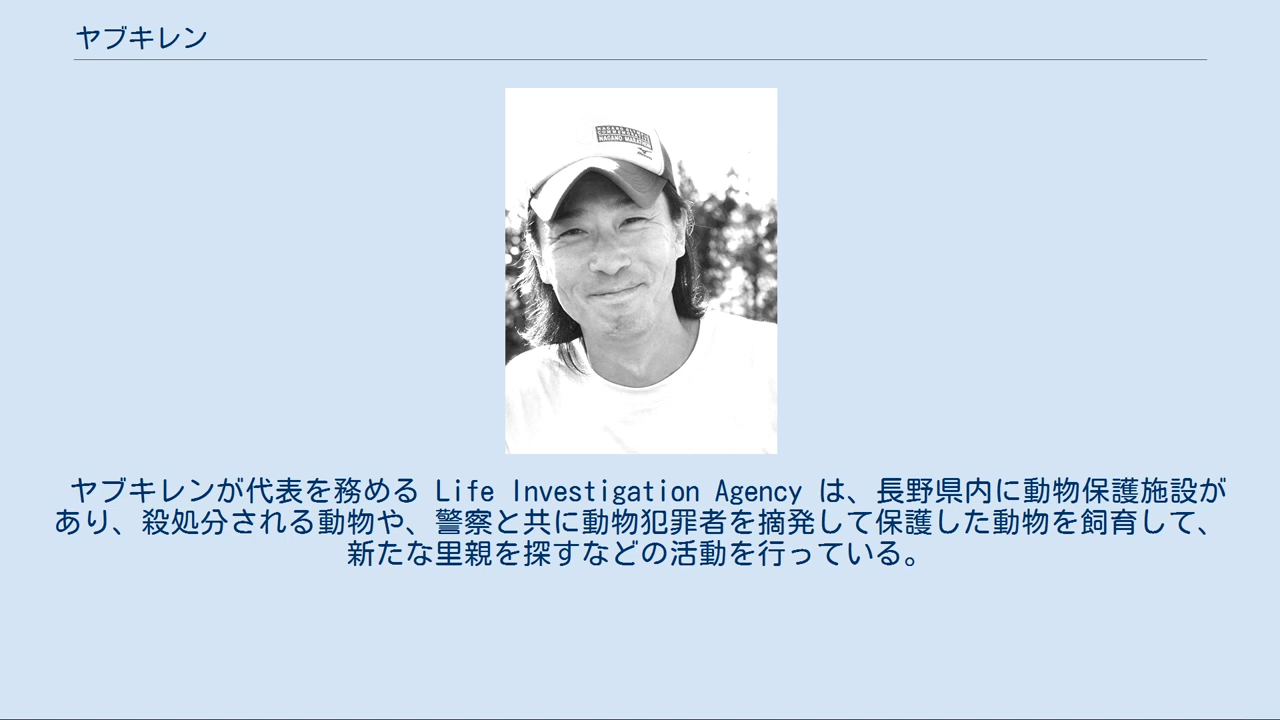 ヤブキレン
NAGANO MARATHON
ヤブキレンが代表を務める Life Investigation Agency は、長野県内に動物保護施設が
あり、殺処分される動物や、警察と共に動物犯罪者を摘発して保護した動物を飼育して、
新たな里親を探すなどの活動を行っている。